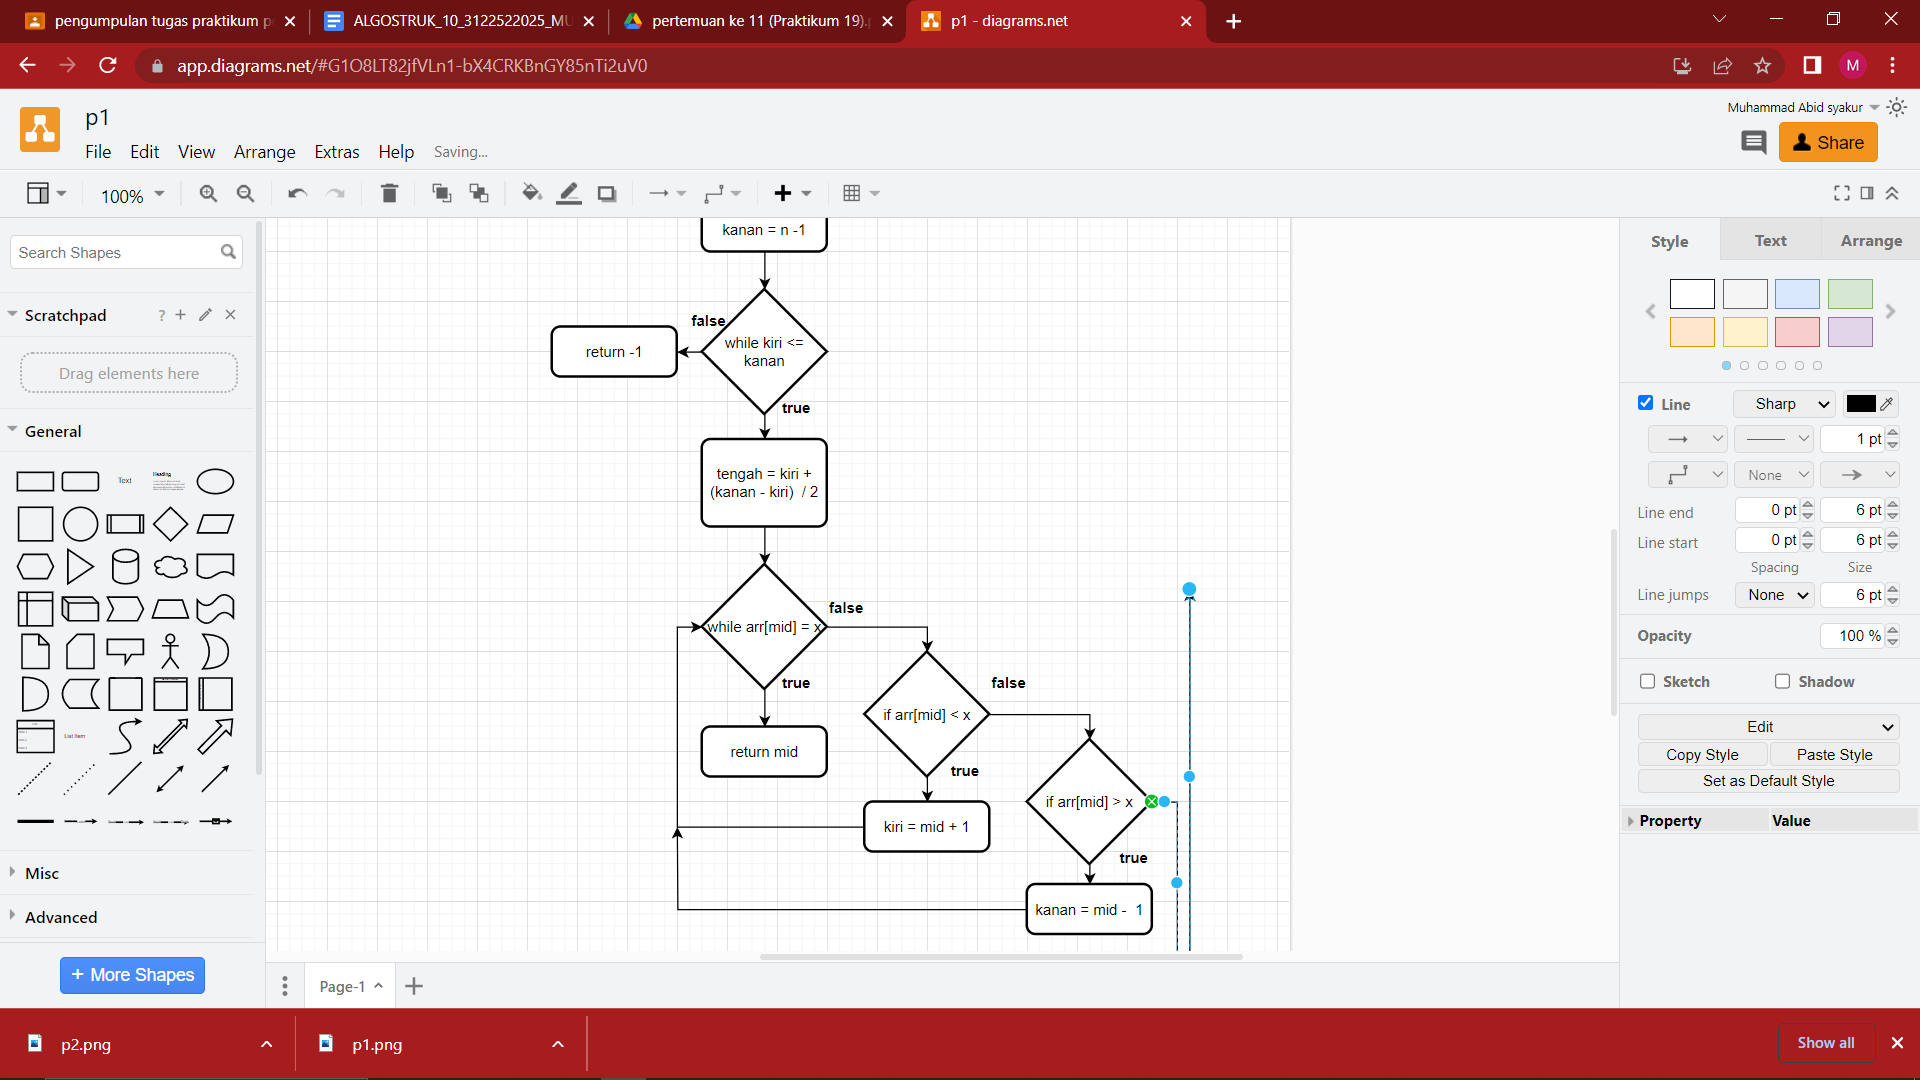 pengumpulan tugas praktikum p
ALGOSTRUK_10_3122522025_MU
pertemuan ke 11 (Praktikum 19).p
p1 - diagrams.net
app.diagrams.net/#G1O8LT82jfVLn1-bX4CRKBnGY85nTi2uV0
M
p1
Muhammad Abid syakur
File Edit View Arrange Extras Help Saving...
Share
100%
Search Shapes
Scratchpad
?
Drag elements here
General
Text
Heading
List Item
Misc
Advanced
+ More Shapes
kanan = n -1
false
return -1
while kiri <=
kanan
true
tengah = kiri +
(kanan - kiri) / 2
false
while arr[mid] = x
true
false
if arr[mid] < x
return mid
true
if arr[mid] > x
kiri = mid + 1
true
kanan = mid - 1
Page-1
Style Text Arrange
Line Sharp
1 pt
None
Line end 0 pt 6 pt
Line start 0 pt 6 pt
Spacing Size
Line jumps None 6 pt
Opacity 100 %
Sketch Shadow
Edit
Copy Style Paste Style
Set as Default Style
Property Value
p2.png
p1.png
Show all